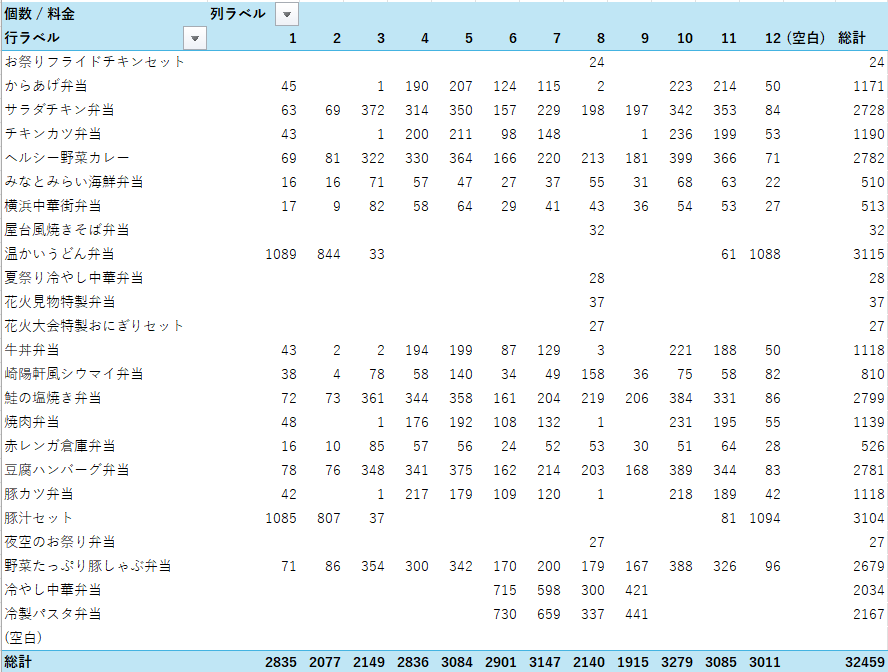 個数 / 料金 列ラベル
行ラベル 1 2 3 4 5 6 7 8 9 10 11 12 (空白) 総計
お祭りフライドチキンセット 24 24
からあげ弁当 45 1 190 207 124 115 2 223 214 50 1171
サラダチキン弁当 63 69 372 314 350 157 229 198 197 342 353 84 2728
チキンカツ弁当 43 1 200 211 98 148 1 236 199 53 1190
ヘルシー野菜カレー 69 81 322 330 364 166 220 213 181 399 366 71 2782
みなとみらい海鮮弁当 16 16 71 57 47 27 37 55 31 68 63 22 510
横浜中華街弁当 17 9 82 58 64 29 41 43 36 54 53 27 513
屋台風焼きそば弁当 32 32
温かいうどん弁当 1089 844 33 61 1088 3115
夏祭り冷やし中華弁当 28 28
花火見物特製弁当 37 37
花火大会特製おにぎりセット 27 27
牛丼弁当 43 2 2 194 199 87 129 3 221 188 50 1118
崎陽軒風シウマイ弁当 38 4 78 58 140 34 49 158 36 75 58 82 810
鮭の塩焼き弁当 72 73 361 344 358 161 204 219 206 384 331 86 2799
焼肉弁当 48 1 176 192 108 132 1 231 195 55 1139
赤レンガ倉庫弁当 16 10 85 57 56 24 52 53 30 51 64 28 526
豆腐ハンバーグ弁当 78 76 348 341 375 162 214 203 168 389 344 83 2781
豚カツ弁当 42 1 217 179 109 120 1 218 189 42 1118
豚汁セット 1085 807 37 81 1094 3104
夜空のお祭り弁当 27 27
野菜たっぷり豚しゃぶ弁当 71 86 354 300 342 170 200 179 167 388 326 96 2679
冷やし中華弁当 715 598 300 421 2034
冷製パスタ弁当 730 659 337 441 2167
(空白)
総計 2835 2077 2149 2836 3084 2901 3147 2140 1915 3279 3085 3011 32459